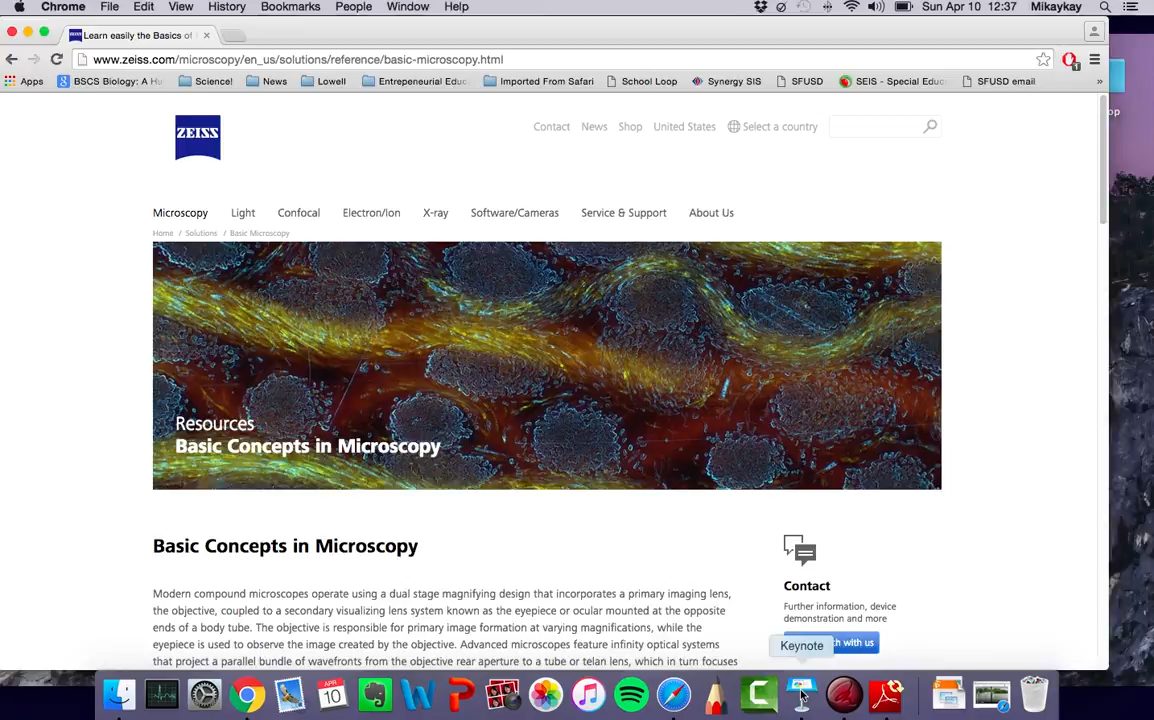 Chrome File Edit View History Bookmarks People Window Help Sun Apr 10 12:37 Mikaykay
Learn easily the Basics of
www.zeiss.com/microscopy/en_us/solutions/reference/basic-microscopy.html
Apps BSCS Biology: A Hu Science! News Lowell Entrepeneurial Educ Imported From Safari School Loop Synergy SIS SFUSD SEIS - Special Educ SFUSD email »
ZEISS
Contact News Shop United States Select a country
Microscopy Light Confocal Electron/Ion X-ray Software/Cameras Service & Support About Us
Home / Solutions / Basic Microscopy
Resources
Basic Concepts in Microscopy
Basic Concepts in Microscopy
Modern compound microscopes operate using a dual stage magnifying design that incorporates a primary imaging lens,
the objective, coupled to a secondary visualizing lens system known as the eyepiece or ocular mounted at the opposite
ends of a body tube. The objective is responsible for primary image formation at varying magnifications, while the
eyepiece is used to observe the image created by the objective. Advanced microscopes feature infinity optical systems
that project a parallel bundle of wavefronts from the objective rear aperture to a tube or telan lens, which in turn focuses
Contact
Further information, device
demonstration and more
with us
Keynote
APR
10